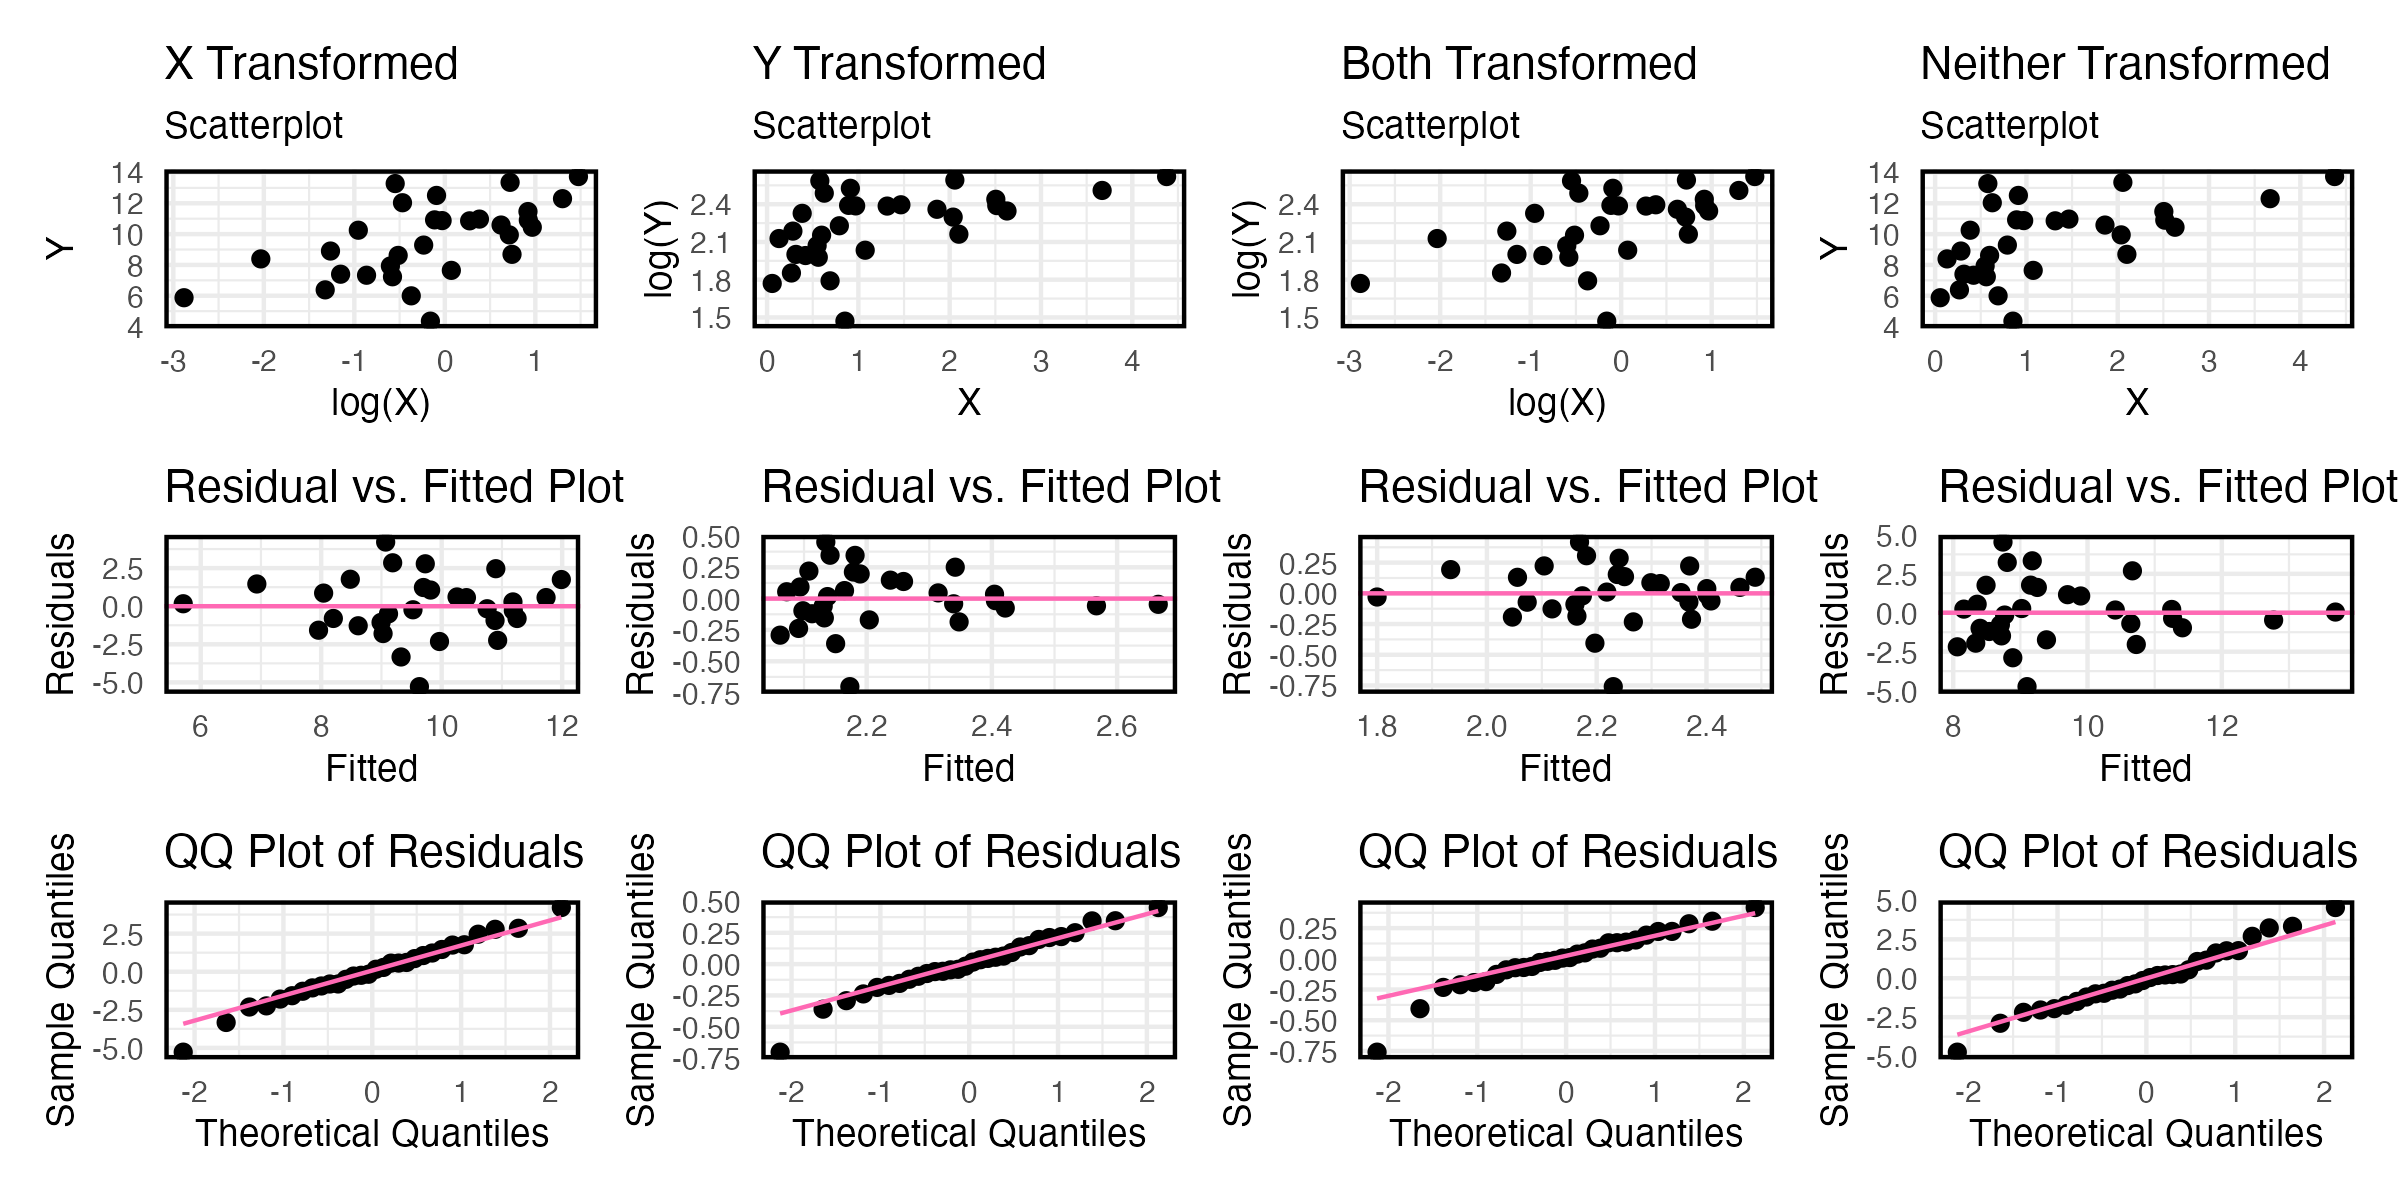 X Transformed
Y Transformed
Both Transformed
Neither Transformed
Scatterplot
Scatterplot
Scatterplot
Scatterplot
Y
14
12
10
8
6
4
-3 -2 -1 0 1
log(X)
log(Y)
2.4
2.1
1.8
1.5
0 1 2 3 4
X
log(Y)
2.4
2.1
1.8
1.5
-3 -2 -1 0 1
log(X)
Y
14
12
10
8
6
4
0 1 2 3 4
X
Residual vs. Fitted Plot
Residual vs. Fitted Plot
Residual vs. Fitted Plot
Residual vs. Fitted Plot
Residuals
2.5
0.0
-2.5
-5.0
6 8 10 12
Fitted
Residuals
0.50
0.25
0.00
-0.25
-0.50
-0.75
2.2 2.4 2.6
Fitted
Residuals
0.25
0.00
-0.25
-0.50
-0.75
1.8 2.0 2.2 2.4
Fitted
Residuals
5.0
2.5
0.0
-2.5
-5.0
8 10 12
Fitted
QQ Plot of Residuals
QQ Plot of Residuals
QQ Plot of Residuals
QQ Plot of Residuals
Sample Quantiles
2.5
0.0
-2.5
-5.0
-2 -1 0 1 2
Theoretical Quantiles
Sample Quantiles
0.50
0.25
0.00
-0.25
-0.50
-0.75
-2 -1 0 1 2
Theoretical Quantiles
Sample Quantiles
0.25
0.00
-0.25
-0.50
-0.75
-2 -1 0 1 2
Theoretical Quantiles
Sample Quantiles
5.0
2.5
0.0
-2.5
-5.0
-2 -1 0 1 2
Theoretical Quantiles